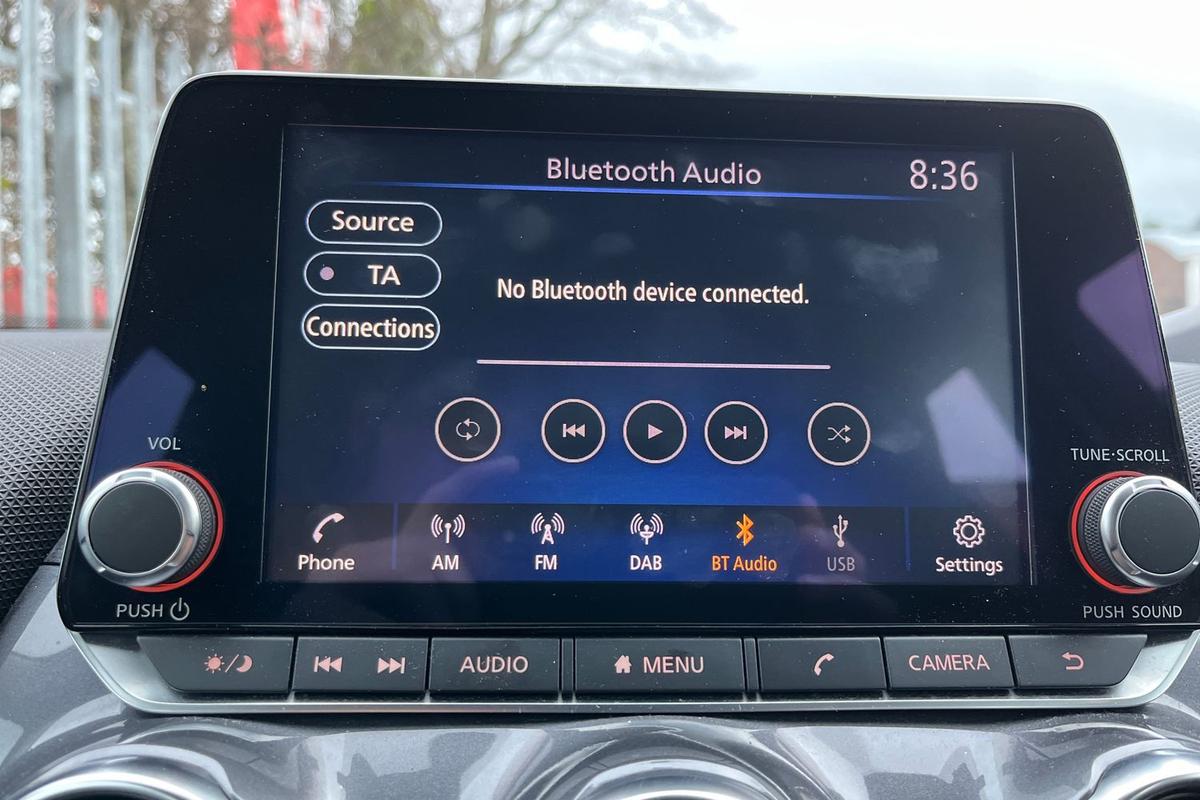 Bluetooth Audio
8:36
Source
TA
Connections
No Bluetooth device connected.
VOL
TUNE·SCROLL
Phone
AM
FM
DAB
BT Audio
USB
Settings
PUSH
PUSH SOUND
AUDIO
MENU
CAMERA